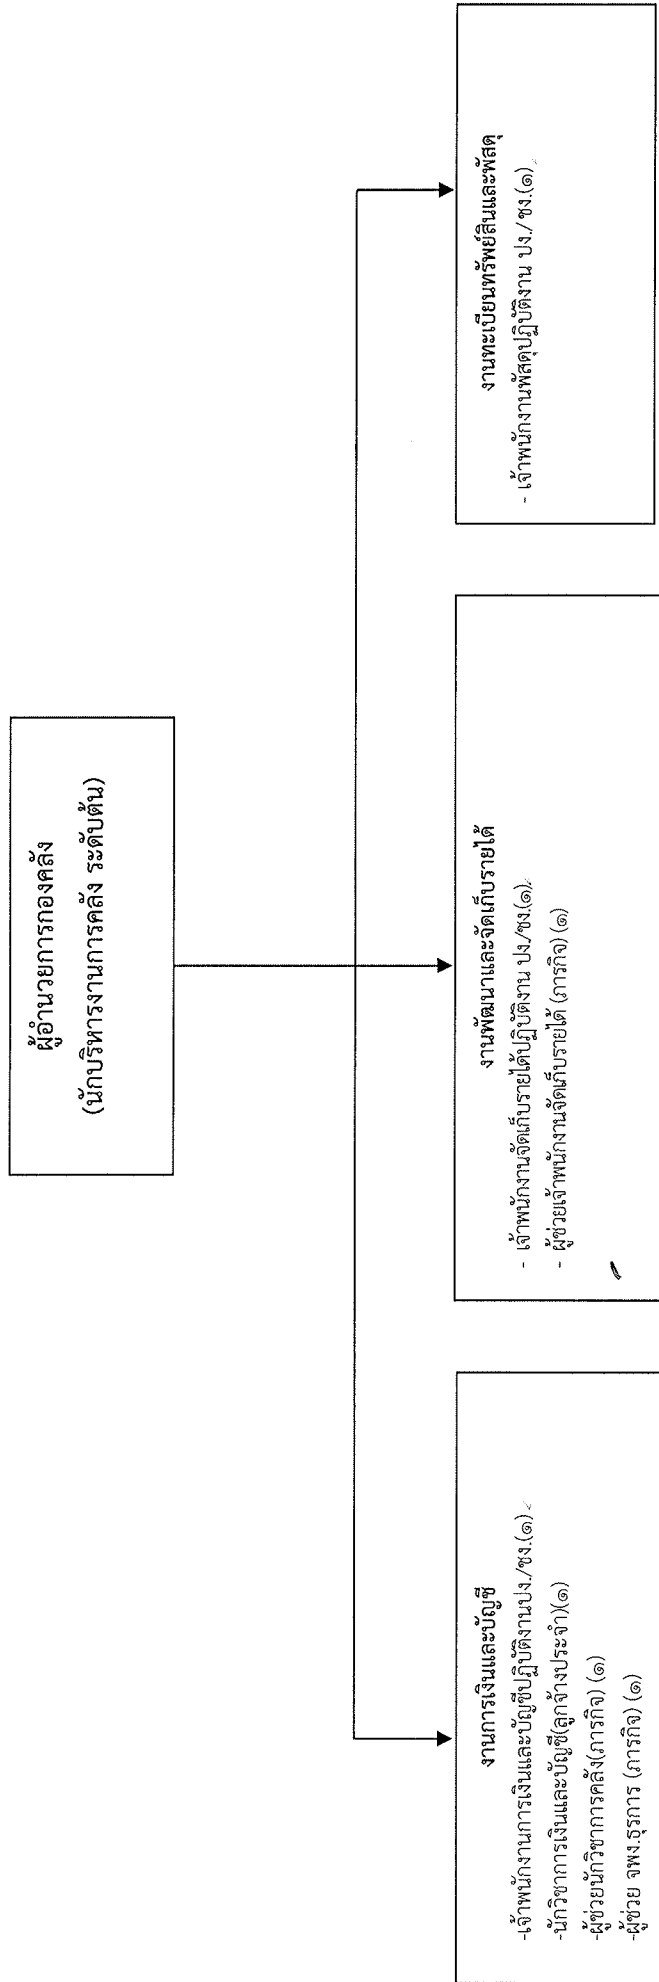 ผู้อำนวยการกองคลัง
(นักบริหารงานการคลัง ระดับต้น)
งานการเงินและบัญชี
-เจ้าพนักงานการเงินและบัญชีปฏิบัติงานปง./ชง.(๑)
-นักวิชาการเงินและบัญชี(ลูกจ้างประจำ)(๑)
-ผู้ช่วยนักวิชาการคลัง(ภารกิจ) (๑)
-ผู้ช่วย จพง.ธุรการ (ภารกิจ) (๑)
งานพัฒนาและจัดเก็บรายได้
- เจ้าพนักงานจัดเก็บรายได้ปฏิบัติงาน ปง./ชง.(๑)
- ผู้ช่วยเจ้าพนักงานจัดเก็บรายได้ (ภารกิจ) (๑)
งานทะเบียนทรัพย์สินและพัสดุ
- เจ้าพนักงานพัสดุปฏิบัติงาน ปง./ ชง.(๑)